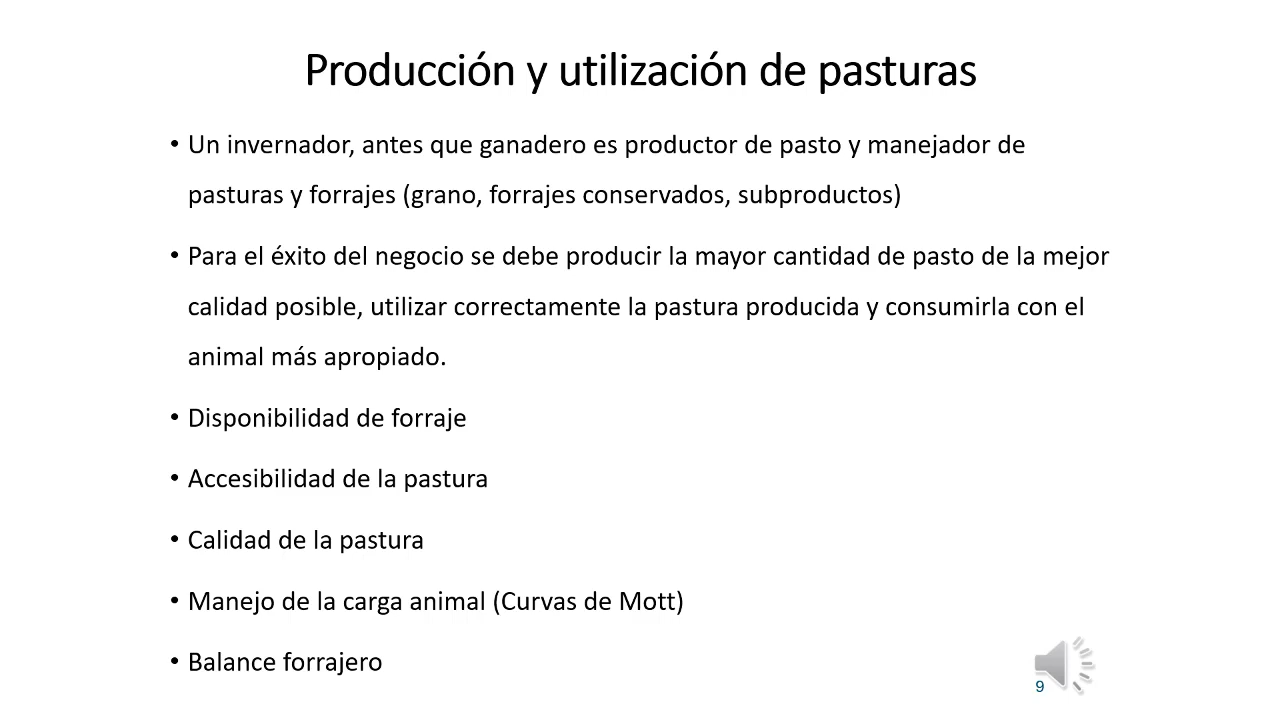 Producción y utilización de pasturas
• Un invernador, antes que ganadero es productor de pasto y manejador de
pasturas y forrajes (grano, forrajes conservados, subproductos)
• Para el éxito del negocio se debe producir la mayor cantidad de pasto de la mejor
calidad posible, utilizar correctamente la pastura producida y consumirla con el
animal más apropiado.
• Disponibilidad de forraje
• Accesibilidad de la pastura
• Calidad de la pastura
• Manejo de la carga animal (Curvas de Mott)
• Balance forrajero
9